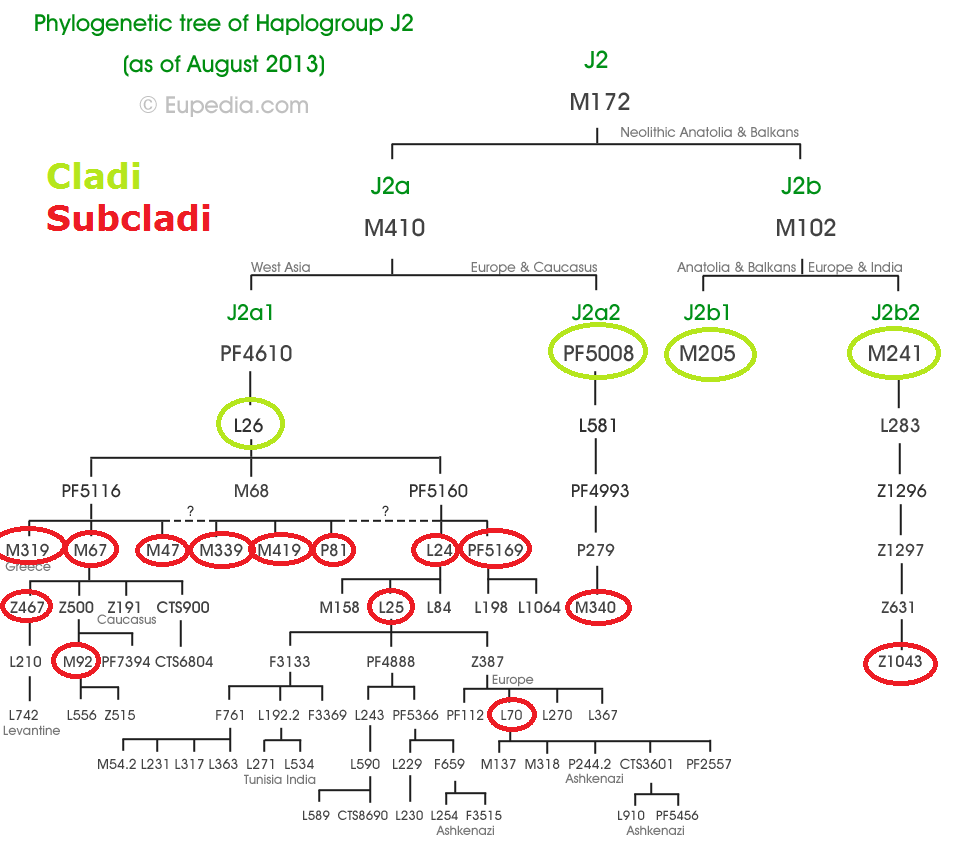 Phylogenetic tree of Haplogroup J2
(as of August 2013)
© Eupedia.com
J2
M172
Neolithic Anatolia & Balkans
Cladi
Subcladi
J2a J2b
M410 M102
West Asia Europe & Caucasus Anatolia & Balkans Europe & India
J2a1 J2a2 J2b1 J2b2
PF4610 PF5008 M205 M241
L26 L581 L283
PF5116 M68 PF5160 PF4993 Z1296
? ?
M319 M67 M47 M339 M419 P81 L24 PF5169 P279 Z1297
Greece
Z467 Z500 Z191 CTS900 M158 L25 L84 L198 L1064 M340 Z631
Caucasus
L210 M92 PF7394 CTS6804 F3133 PF4888 Z387 Z1043
Europe
L742 L556 Z515 F761 L192.2 F3369 L243 PF5366 PF112 L70 L270 L367
Levantine
M54.2 L231 L317 L363 L271 L534 L590 L229 F659 M137 M318 P244.2 CTS3601 PF2557
Tunisia India Ashkenazi
L589 CTS8690 L230 L254 F3515 L910 PF5456
Ashkenazi Ashkenazi